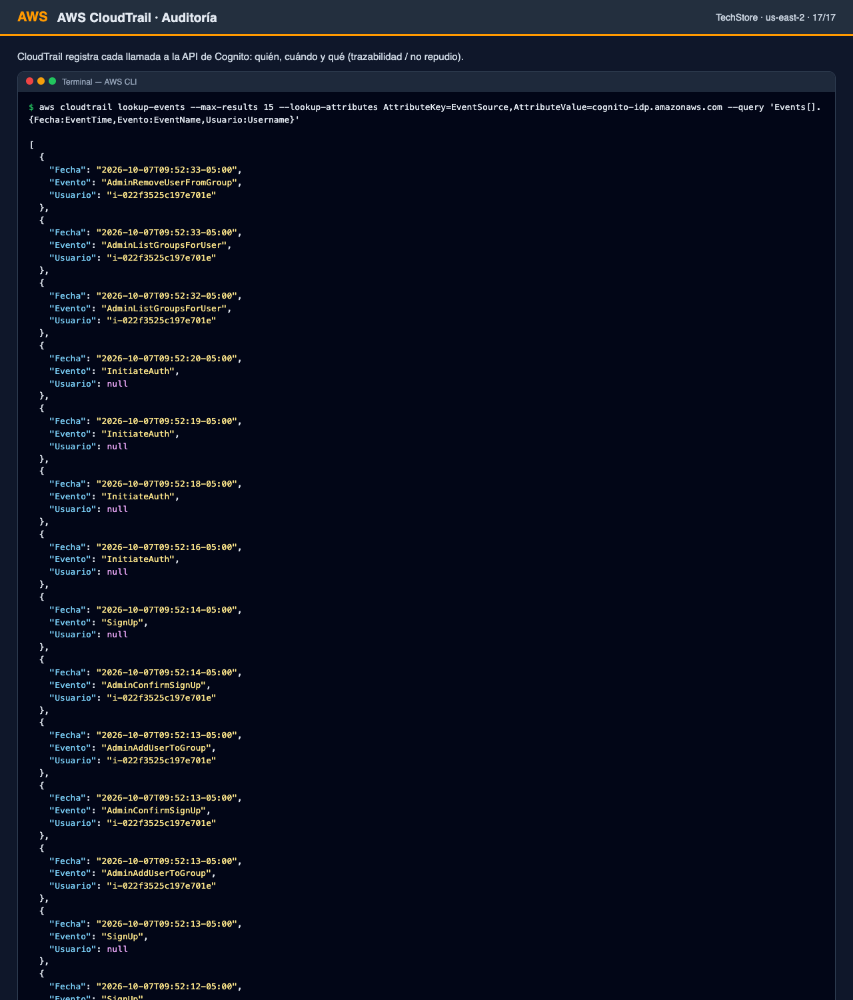 AWS AWS CloudTrail · Auditoría
TechStore · us-east-2 · 17/17
CloudTrail registra cada llamada a la API de Cognito: quién, cuándo y qué (trazabilidad / no repudio).
Terminal — AWS CLI
$ aws cloudtrail lookup-events --max-results 15 --lookup-attributes AttributeKey=EventSource,AttributeValue=cognito-idp.amazonaws.com --query 'Events[].
{Fecha:EventTime,Evento:EventName,Usuario:Username}'
[
{
"Fecha": "2026-10-07T09:52:33-05:00",
"Evento": "AdminRemoveUserFromGroup",
"Usuario": "i-022f3525c197e701e"
},
{
"Fecha": "2026-10-07T09:52:33-05:00",
"Evento": "AdminListGroupsForUser",
"Usuario": "i-022f3525c197e701e"
},
{
"Fecha": "2026-10-07T09:52:32-05:00",
"Evento": "AdminListGroupsForUser",
"Usuario": "i-022f3525c197e701e"
},
{
"Fecha": "2026-10-07T09:52:20-05:00",
"Evento": "InitiateAuth",
"Usuario": null
},
{
"Fecha": "2026-10-07T09:52:19-05:00",
"Evento": "InitiateAuth",
"Usuario": null
},
{
"Fecha": "2026-10-07T09:52:18-05:00",
"Evento": "InitiateAuth",
"Usuario": null
},
{
"Fecha": "2026-10-07T09:52:16-05:00",
"Evento": "InitiateAuth",
"Usuario": null
},
{
"Fecha": "2026-10-07T09:52:14-05:00",
"Evento": "SignUp",
"Usuario": null
},
{
"Fecha": "2026-10-07T09:52:14-05:00",
"Evento": "AdminConfirmSignUp",
"Usuario": "i-022f3525c197e701e"
},
{
"Fecha": "2026-10-07T09:52:13-05:00",
"Evento": "AdminAddUserToGroup",
"Usuario": "i-022f3525c197e701e"
},
{
"Fecha": "2026-10-07T09:52:13-05:00",
"Evento": "AdminConfirmSignUp",
"Usuario": "i-022f3525c197e701e"
},
{
"Fecha": "2026-10-07T09:52:13-05:00",
"Evento": "AdminAddUserToGroup",
"Usuario": "i-022f3525c197e701e"
},
{
"Fecha": "2026-10-07T09:52:13-05:00",
"Evento": "SignUp",
"Usuario": null
},
{
"Fecha": "2026-10-07T09:52:12-05:00",
"Evento": "SignUp"